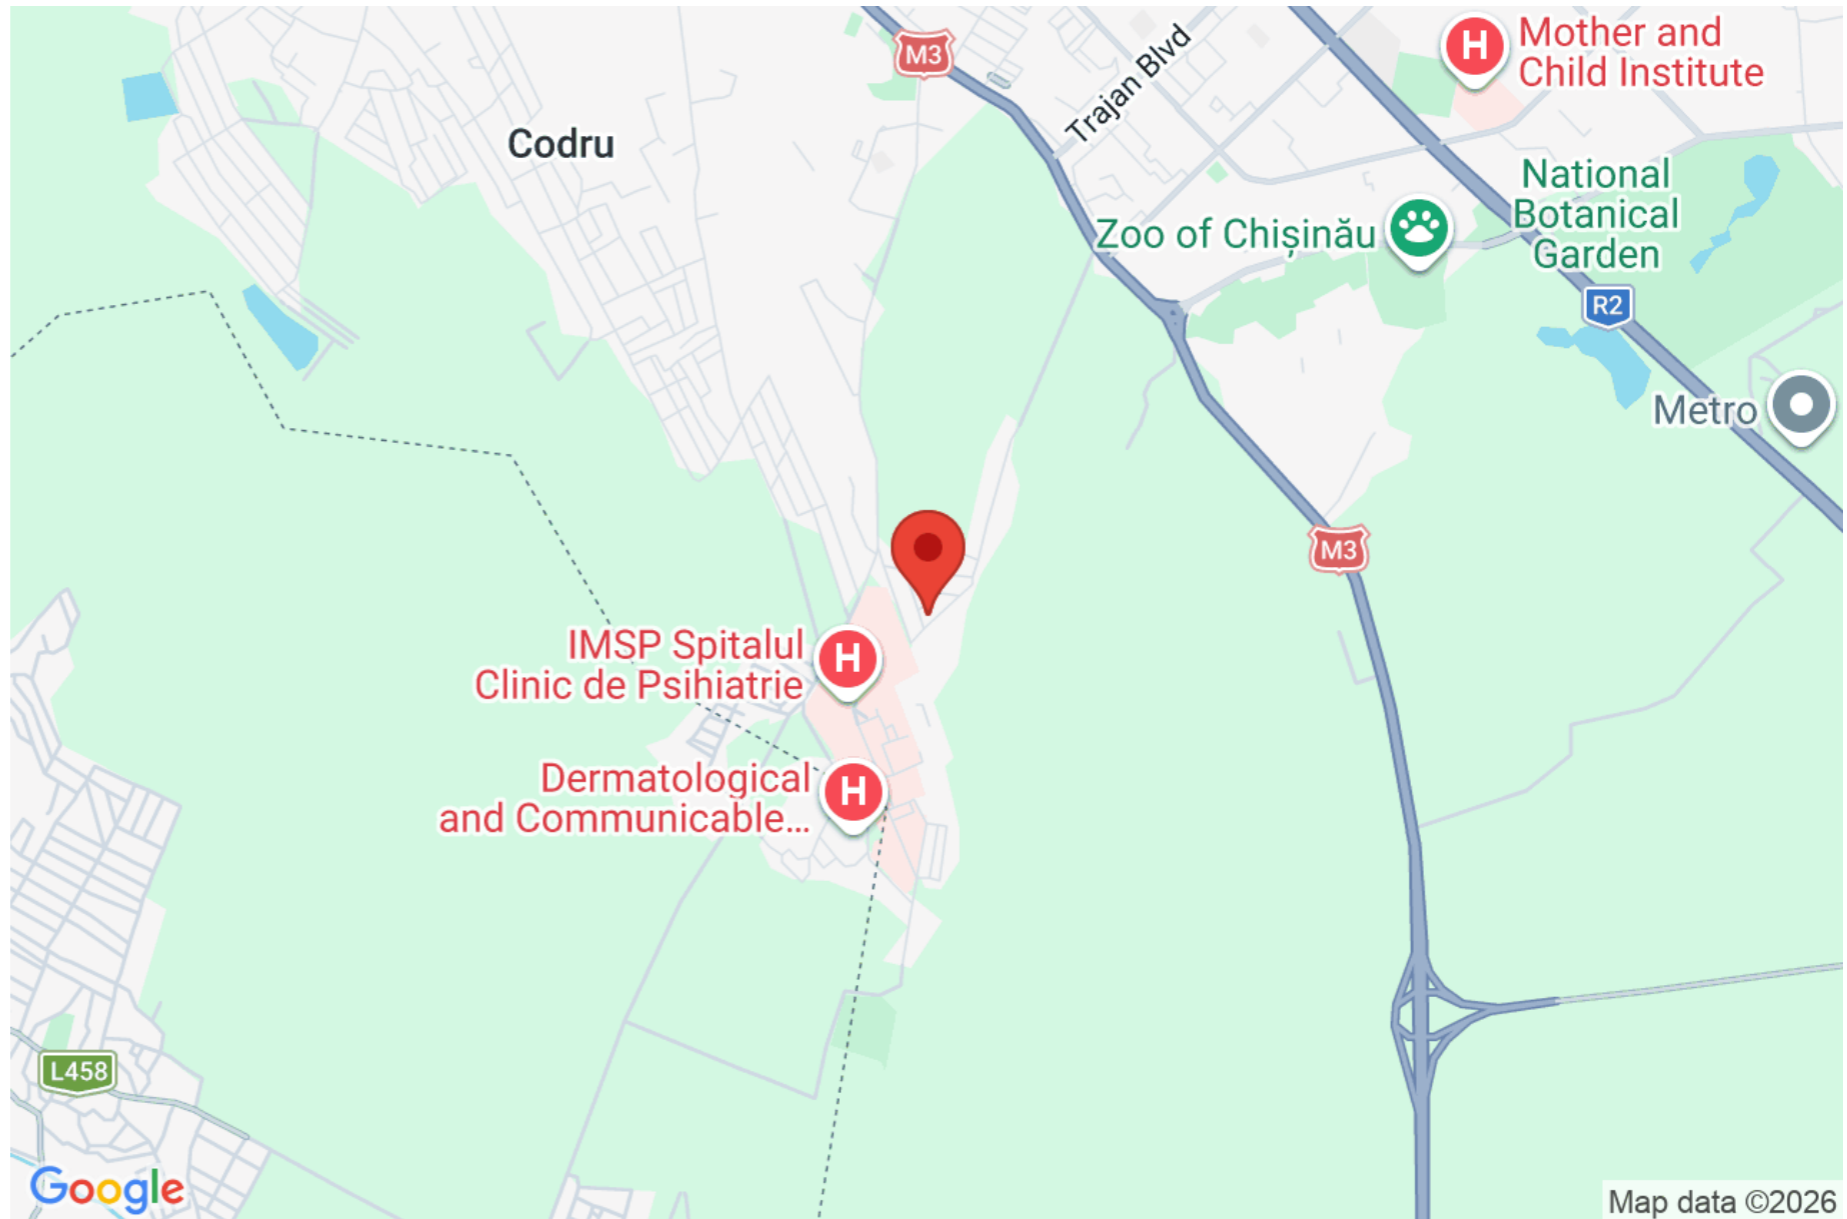 M3
Trajan Blvd
Mother and
Child Institute
Codru
National
Botanical
Garden
Zoo of Chișinău
R2
Metro
M3
IMSP Spitalul
Clinic de Psihiatrie
Dermatological
and Communicable...
L458
Google
Map data ©2026
H
H
H